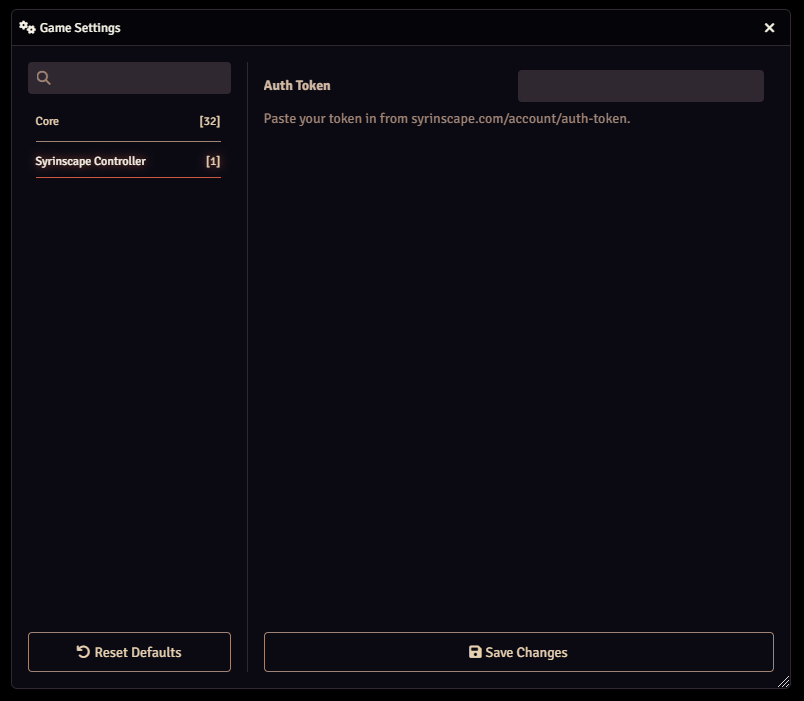 Game Settings
Core [32]
Syrinscape Controller [1]
Auth Token
Paste your token in from syrinscape.com/account/auth-token.
Reset Defaults
Save Changes